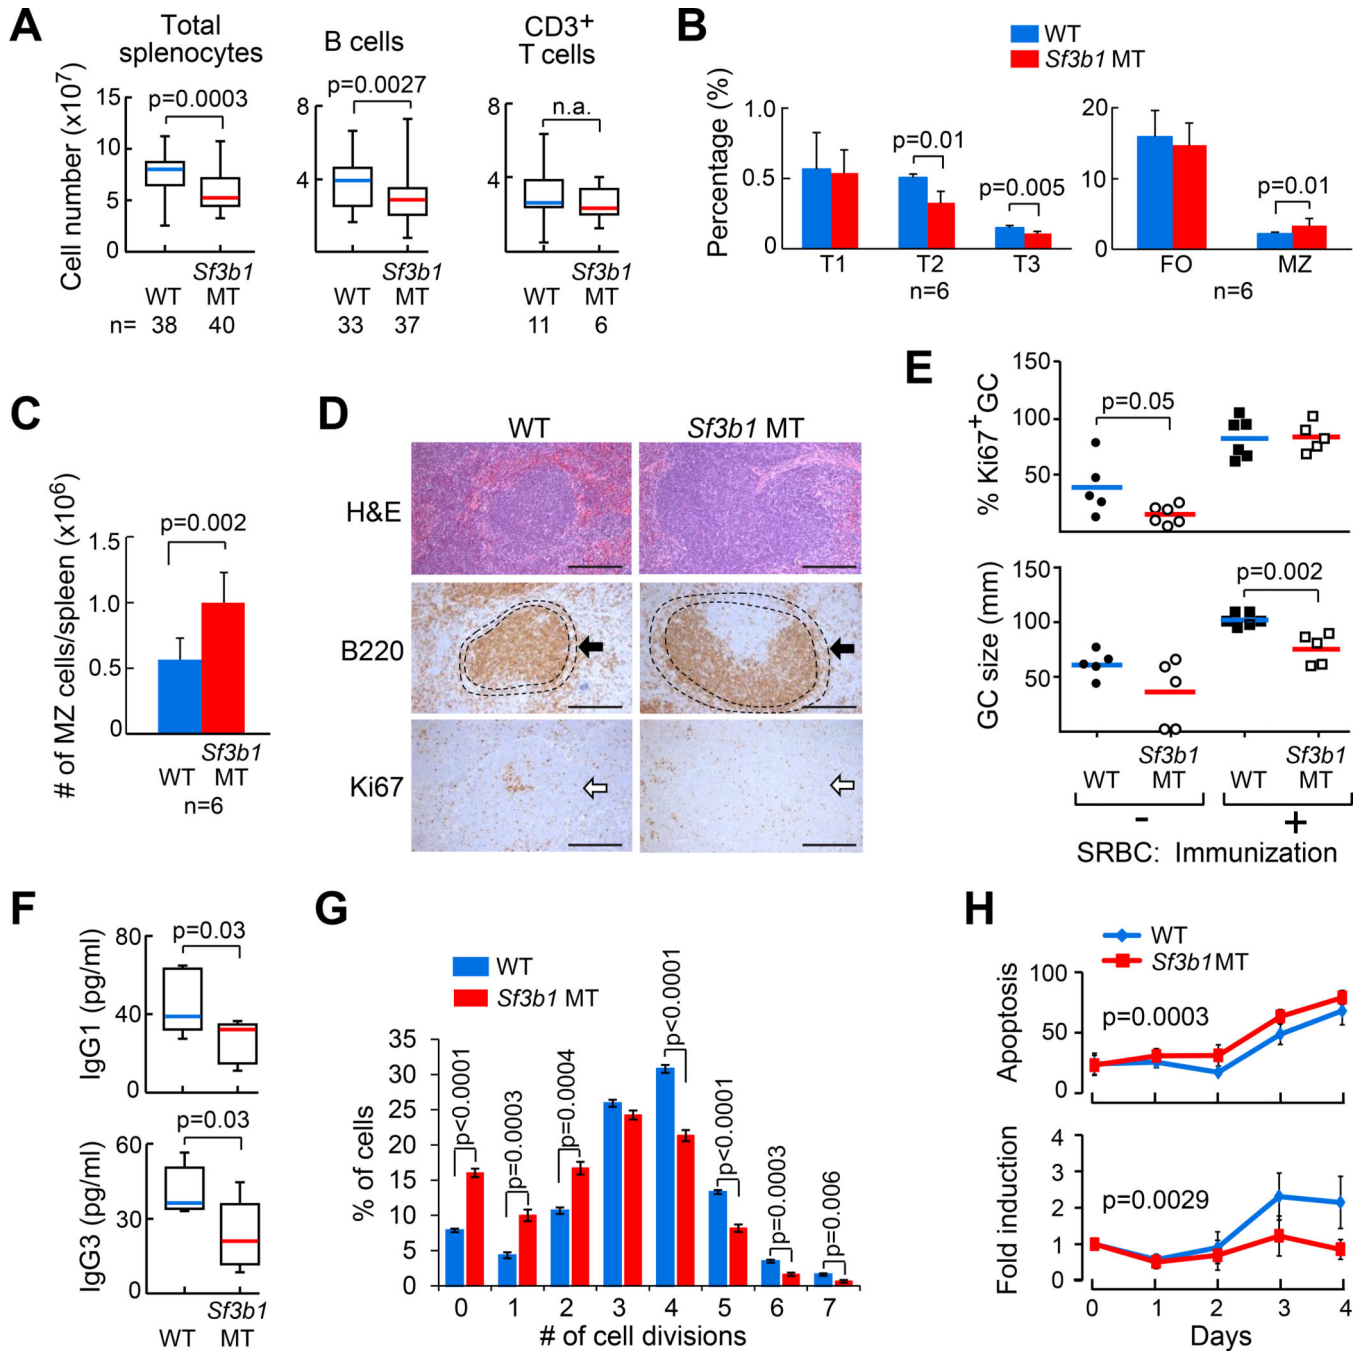 A
Total
splenocytes
B cells
CD3+
T cells
Cell number (x10^7)
p=0.0003
15
10
5
0
p=0.0027
8
4
n.a.
8
4
WT
Sf3b1
MT
WT
Sf3b1
MT
WT
Sf3b1
MT
n= 38 40 33 37 11 6
B
WT
Sf3b1 MT
Percentage (%)
1.0
0.5
0
p=0.01
p=0.005
T1 T2 T3
n=6
20
10
0
p=0.01
FO MZ
n=6
C
# of MZ cells/spleen (x10^6)
p=0.002
1.5
1.0
0.5
0
WT
Sf3b1
MT
n=6
D
WT Sf3b1 MT
H&E
B220
Ki67
E
% Ki67+GC
150
100
50
p=0.05
GC size (mm)
150
100
50
p=0.002
WT
Sf3b1
MT
WT
Sf3b1
MT
- +
SRBC: Immunization
F
IgG1 (pg/ml)
80
40
0
p=0.03
IgG3 (pg/ml)
60
30
0
p=0.03
WT
Sf3b1
MT
G
WT
Sf3b1 MT
% of cells
35
30
25
20
15
10
5
0
p<0.0001
p=0.0003
p=0.0004
p<0.0001
p<0.0001
p=0.0003
p=0.006
0 1 2 3 4 5 6 7
# of cell divisions
H
WT
Sf3b1 MT
Apoptosis
100
50
0
p=0.0003
Fold induction
4
3
2
1
0
p=0.0029
0 1 2 3 4
Days